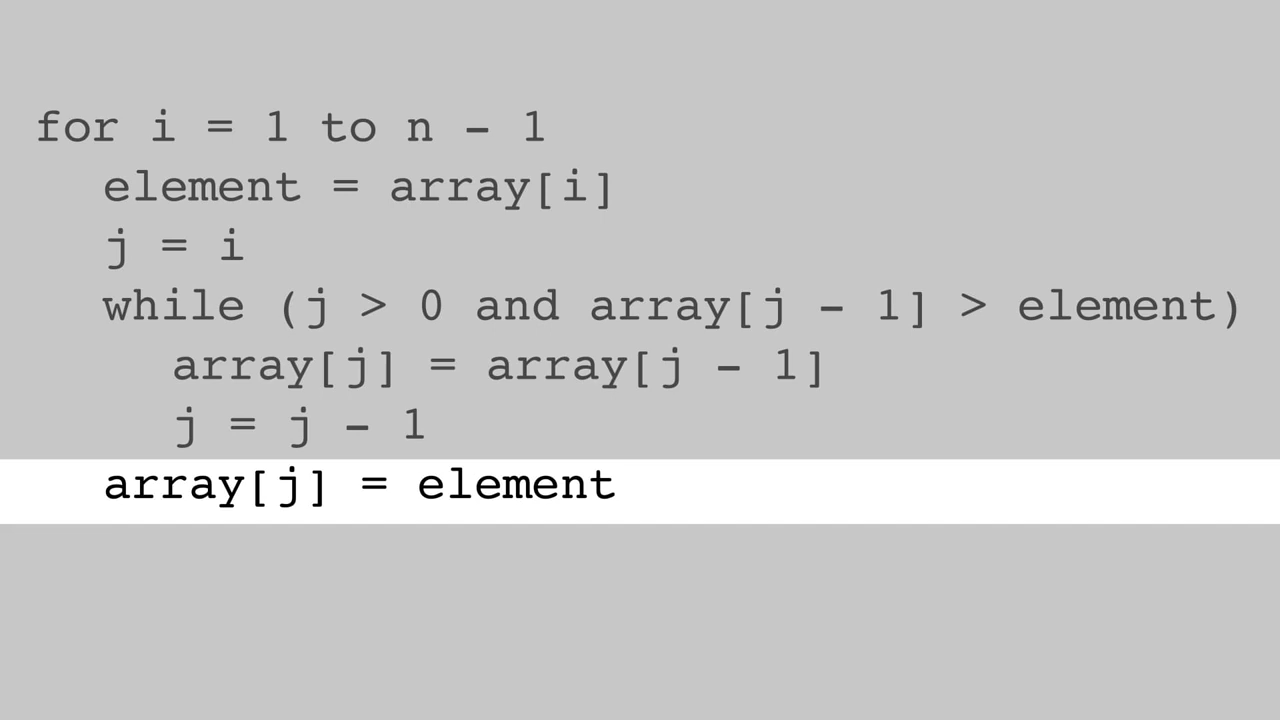 for i = 1 to n - 1
element = array[i]
j = i
while (j > 0 and array[j - 1] > element)
array[j] = array[j - 1]
j = j - 1
array[j] = element